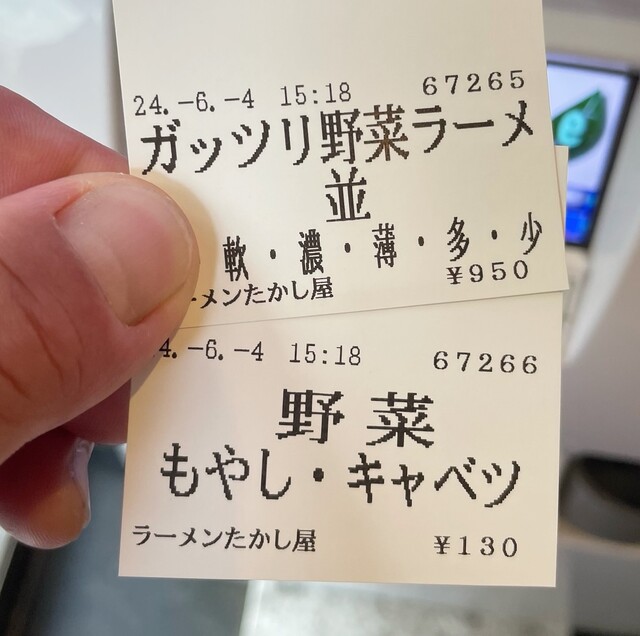 24.-6.-4 15:18 67265
ガッツリ野菜ラーメ
並
軟・濃・薄・多・少
¥950
ーメンたかし屋
4.-6.-4 15:18 67266
野菜
もやし・キャベツ
ラーメンたかし屋 ¥130